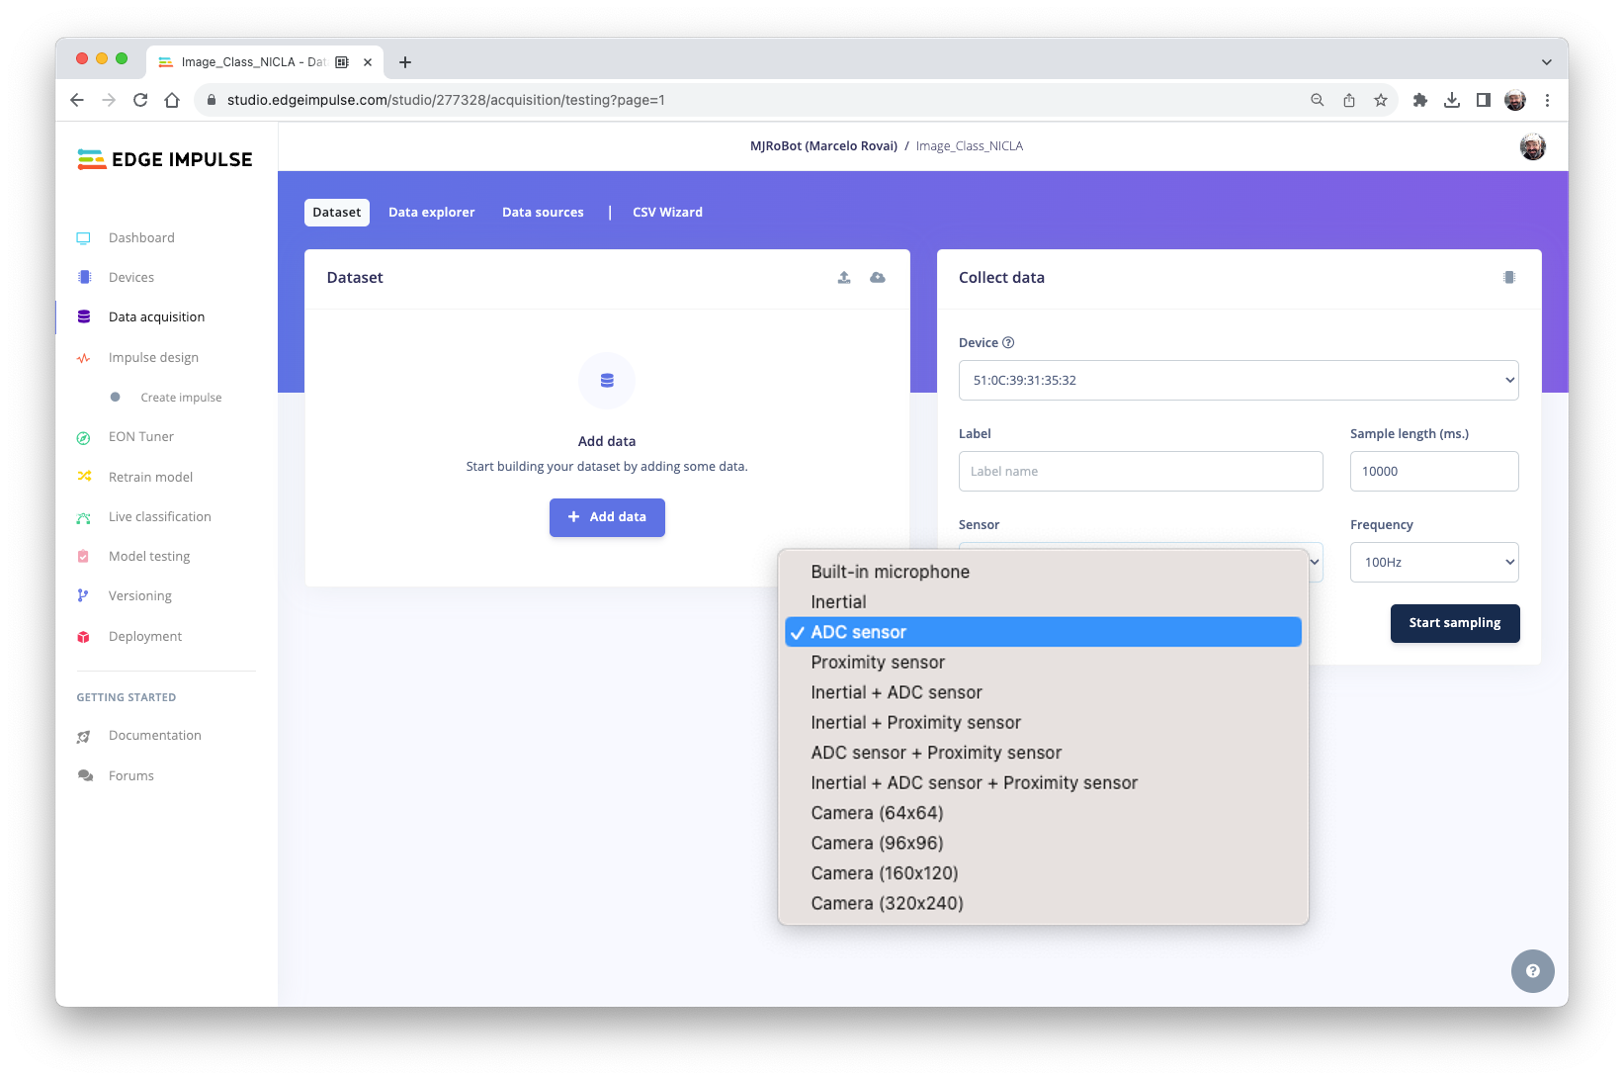 Image_Class_NICLA - Dat
studio.edgeimpulse.com/studio/277328/acquisition/testing?page=1
EDGE IMPULSE
MJRoBot (Marcelo Rovai) / Image_Class_NICLA
Dashboard
Devices
Data acquisition
Impulse design
Create impulse
EON Tuner
Retrain model
Live classification
Model testing
Versioning
Deployment
GETTING STARTED
Documentation
Forums
Dataset Data explorer Data sources | CSV Wizard
Dataset
Add data
Start building your dataset by adding some data.
+ Add data
Collect data
Device
51:0C:39:31:35:32
Label Sample length (ms.)
Label name 10000
Sensor Frequency
100Hz
Start sampling
Built-in microphone
Inertial
✓ ADC sensor
Proximity sensor
Inertial + ADC sensor
Inertial + Proximity sensor
ADC sensor + Proximity sensor
Inertial + ADC sensor + Proximity sensor
Camera (64x64)
Camera (96x96)
Camera (160x120)
Camera (320x240)